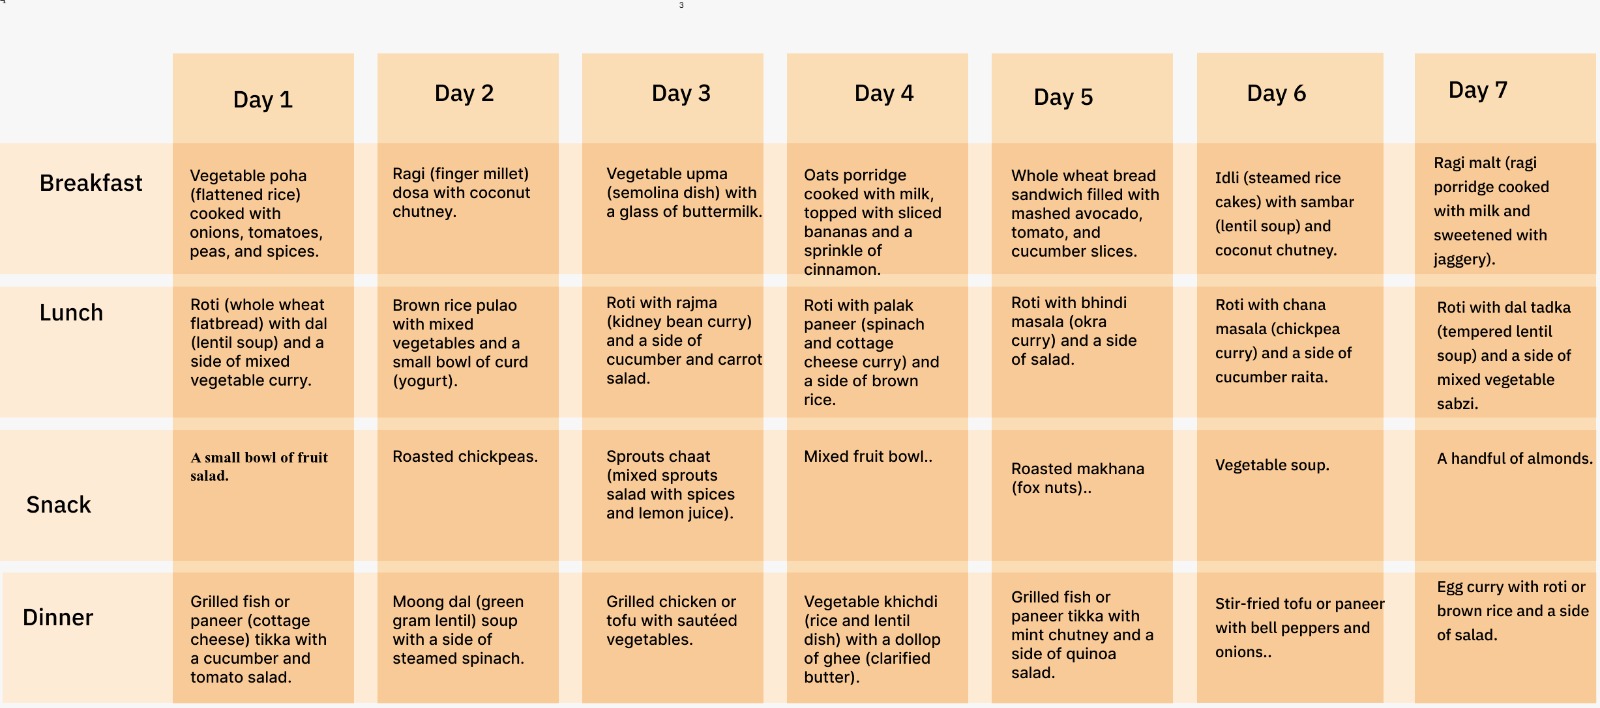 3
Day 1
Day 2
Day 3
Day 4
Day 5
Day 6
Day 7
Breakfast
Vegetable poha
(flattened rice)
cooked with
onions, tomatoes,
peas, and spices.
Ragi (finger millet)
dosa with coconut
chutney.
Vegetable upma
(semolina dish) with
a glass of buttermilk.
Oats porridge
cooked with milk,
topped with sliced
bananas and a
sprinkle of
cinnamon.
Whole wheat bread
sandwich filled with
mashed avocado,
tomato, and
cucumber slices.
Idli (steamed rice
cakes) with sambar
(lentil soup) and
coconut chutney.
Ragi malt (ragi
porridge cooked
with milk and
sweetened with
jaggery).
Lunch
Roti (whole wheat
flatbread) with dal
(lentil soup) and a
side of mixed
vegetable curry.
Brown rice pulao
with mixed
vegetables and a
small bowl of curd
(yogurt).
Roti with rajma
(kidney bean curry)
and a side of
cucumber and carrot
salad.
Roti with palak
paneer (spinach
and cottage
cheese curry) and
a side of brown
rice.
Roti with bhindi
masala (okra
curry) and a side
of salad.
Roti with chana
masala (chickpea
curry) and a side of
cucumber raita.
Roti with dal tadka
(tempered lentil
soup) and a side of
mixed vegetable
sabzi.
Snack
A small bowl of fruit
salad.
Roasted chickpeas.
Sprouts chaat
(mixed sprouts
salad with spices
and lemon juice).
Mixed fruit bowl..
Roasted makhana
(fox nuts)..
Vegetable soup.
A handful of almonds.
Dinner
Grilled fish or
paneer (cottage
cheese) tikka with
a cucumber and
tomato salad.
Moong dal (green
gram lentil) soup
with a side of
steamed spinach.
Grilled chicken or
tofu with sautéed
vegetables.
Vegetable khichdi
(rice and lentil
dish) with a dollop
of ghee (clarified
butter).
Grilled fish or
paneer tikka with
mint chutney and a
side of quinoa
salad.
Stir-fried tofu or paneer
with bell peppers and
onions..
Egg curry with roti or
brown rice and a side
of salad.